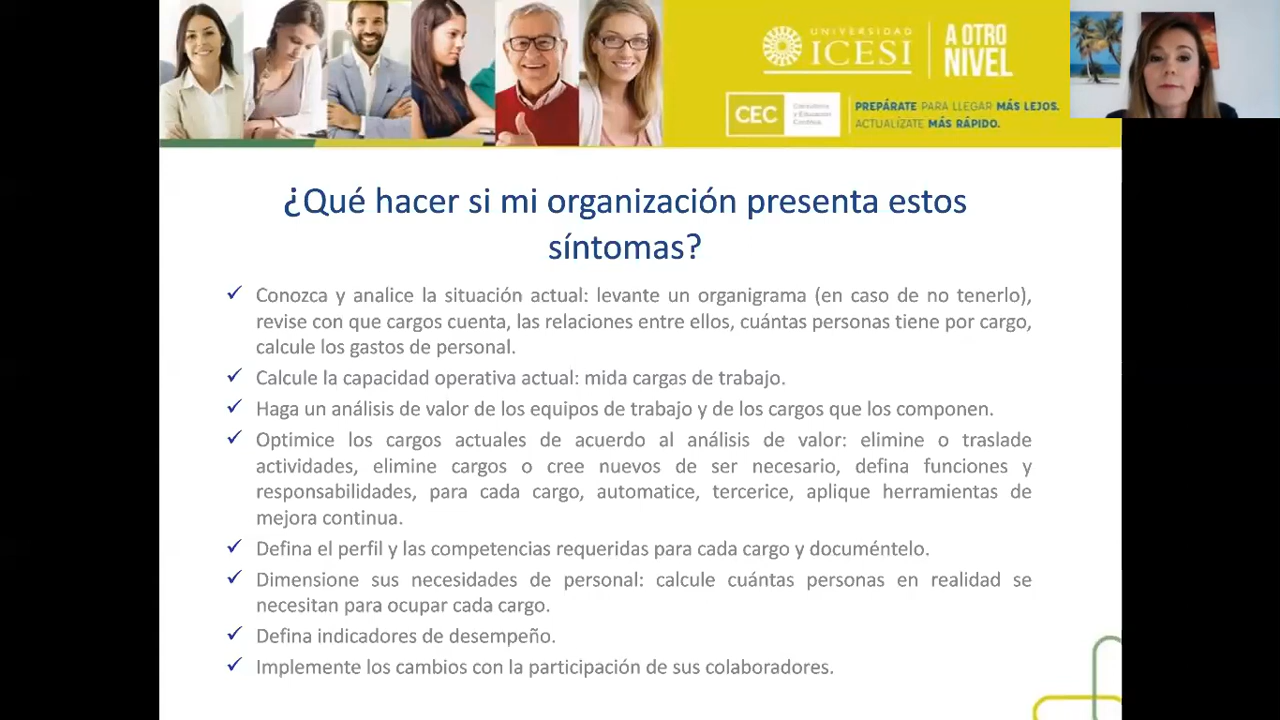 UNIVERSIDAD
ICESI
A OTRO
NIVEL
CEC
Consultoría
y Educación
Continua
PREPÁRATE PARA LLEGAR MÁS LEJOS.
ACTUALÍZATE MÁS RÁPIDO.
¿Qué hacer si mi organización presenta estos
síntomas?
✓ Conozca y analice la situación actual: levante un organigrama (en caso de no tenerlo),
revise con que cargos cuenta, las relaciones entre ellos, cuántas personas tiene por cargo,
calcule los gastos de personal.
✓ Calcule la capacidad operativa actual: mida cargas de trabajo.
✓ Haga un análisis de valor de los equipos de trabajo y de los cargos que los componen.
✓ Optimice los cargos actuales de acuerdo al análisis de valor: elimine o traslade
actividades, elimine cargos o cree nuevos de ser necesario, defina funciones y
responsabilidades, para cada cargo, automatice, tercerice, aplique herramientas de
mejora continua.
✓ Defina el perfil y las competencias requeridas para cada cargo y documéntelo.
✓ Dimensione sus necesidades de personal: calcule cuántas personas en realidad se
necesitan para ocupar cada cargo.
✓ Defina indicadores de desempeño.
✓ Implemente los cambios con la participación de sus colaboradores.